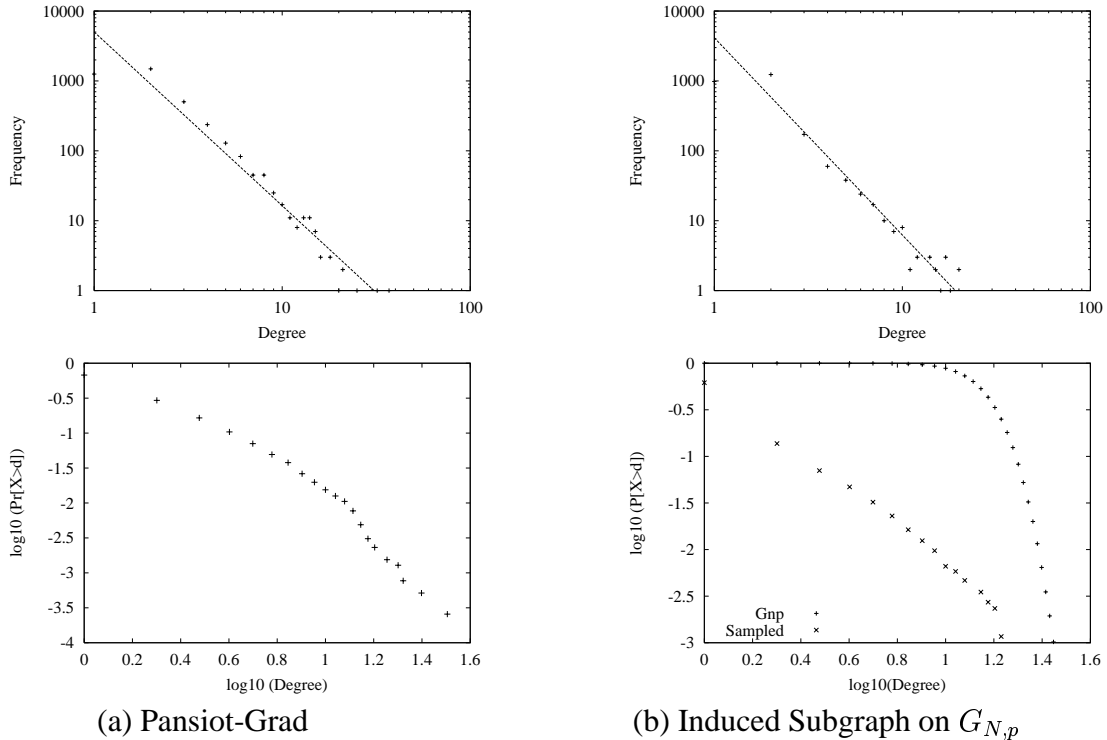 10000
1000
100
10
1
1
10
100
Frequency
Degree
10000
1000
100
10
1
1
10
100
Frequency
Degree
0
-0.5
-1
-1.5
-2
-2.5
-3
-3.5
-4
0 0.2 0.4 0.6 0.8 1 1.2 1.4 1.6
log10 (Pr[X>d])
log10 (Degree)
0
-0.5
-1
-1.5
-2
-2.5
-3
0 0.2 0.4 0.6 0.8 1 1.2 1.4 1.6
log10 (P[X>d])
log10(Degree)
Gnp
Sampled
(a) Pansiot-Grad
(b) Induced Subgraph on G_{N,p}